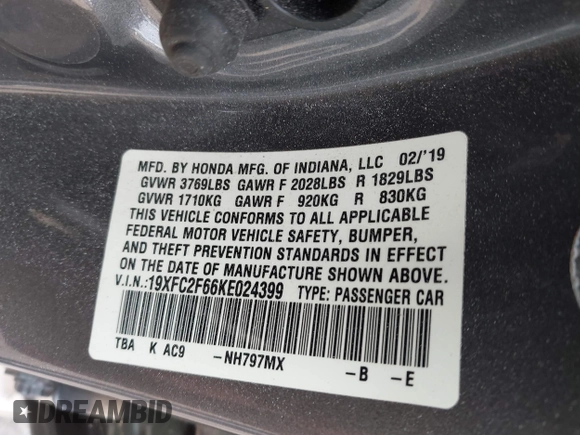 MFD. BY HONDA MFG. OF INDIANA, LLC 02/'19
GVWR 3769LBS GAWR F 2028LBS R 1829LBS
GVWR 1710KG GAWR F 920KG R 830KG
THIS VEHICLE CONFORMS TO ALL APPLICABLE
FEDERAL MOTOR VEHICLE SAFETY, BUMPER,
AND THEFT PREVENTION STANDARDS IN EFFECT
ON THE DATE OF MANUFACTURE SHOWN ABOVE.
V.I.N.:19XFC2F66KE024399 TYPE: PASSENGER CAR
TBA K AC9 -NH797MX -B -E
DREAMBID